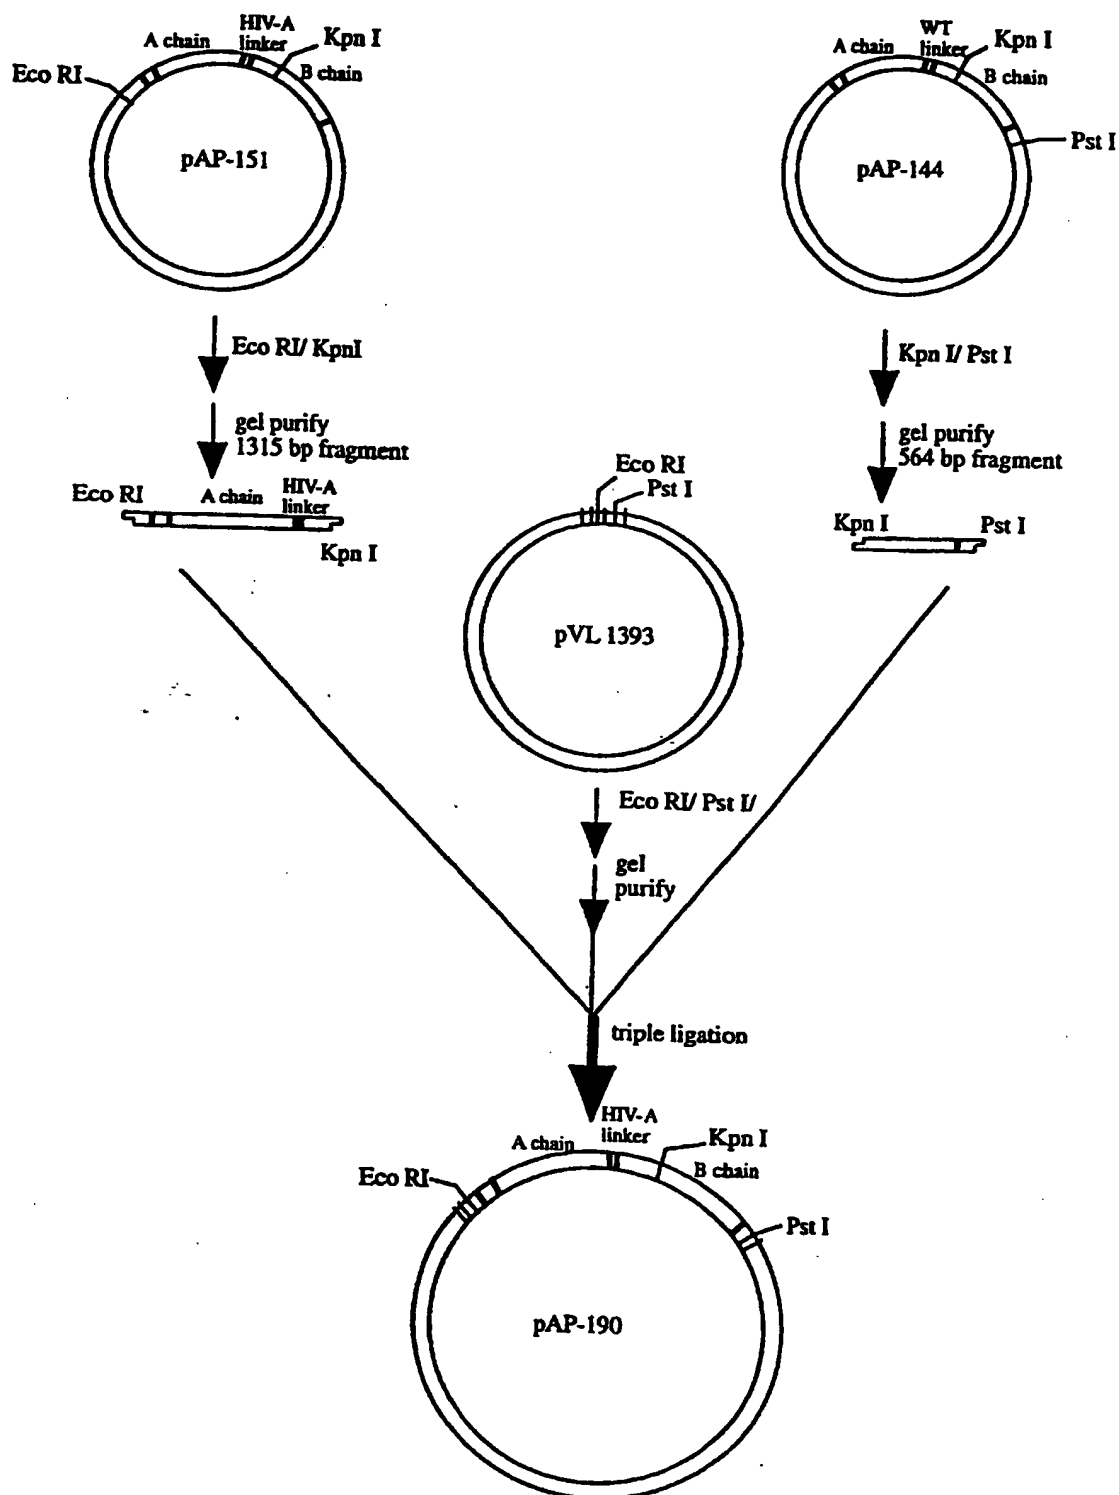 HIV-A
linker
A chain
Kpn I
B chain
Eco RI
pAP-151
WT
linker
A chain
Kpn I
B chain
Pst I
pAP-144
Eco RI/ KpnI
gel purify
1315 bp fragment
Kpn I/ Pst I
gel purify
564 bp fragment
Eco RI
A chain
HIV-A
linker
Kpn I
Eco RI
Pst I
Kpn I
Pst I
pVL 1393
Eco RI/ Pst I/
gel
purify
triple ligation
HIV-A
linker
A chain
Kpn I
B chain
Eco RI
Pst I
pAP-190